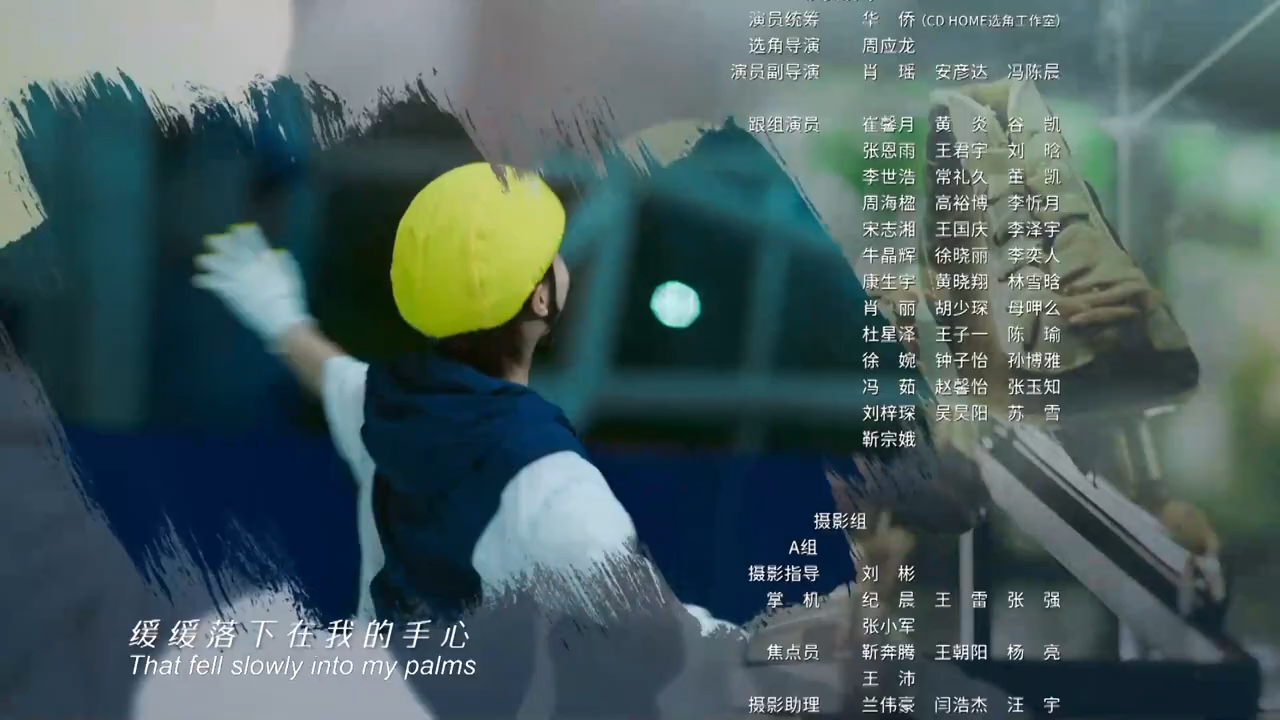 演员统筹 华 侨(CD HOME选角工作室)
选角导演 周应龙
演员副导演 肖 瑶 安彦达 冯陈晨
跟组演员 崔馨月 黄 炎 谷 凯
张恩雨 王君宇 刘 晗
李世浩 常礼久 董 凯
周海楹 高裕博 李忻月
宋志湘 王国庆 李泽宇
牛晶辉 徐晓丽 李奕人
康生宇 黄晓翔 林雪晗
肖 丽 胡少琛 母呷么
杜星泽 王子一 陈 瑜
徐 婉 钟子怡 孙博雅
冯 茹 赵馨怡 张玉知
刘梓琛 吴昊阳 苏 雪
靳宗娥
摄影组
A组
摄影指导 刘 彬
掌 机 纪 晨 王 雷 张 强
张小军
焦点员 靳奔腾 王朝阳 杨 亮
王 沛
摄影助理 兰伟豪 闫浩杰 汪 宇
缓缓落下在我的手心
That fell slowly into my palms